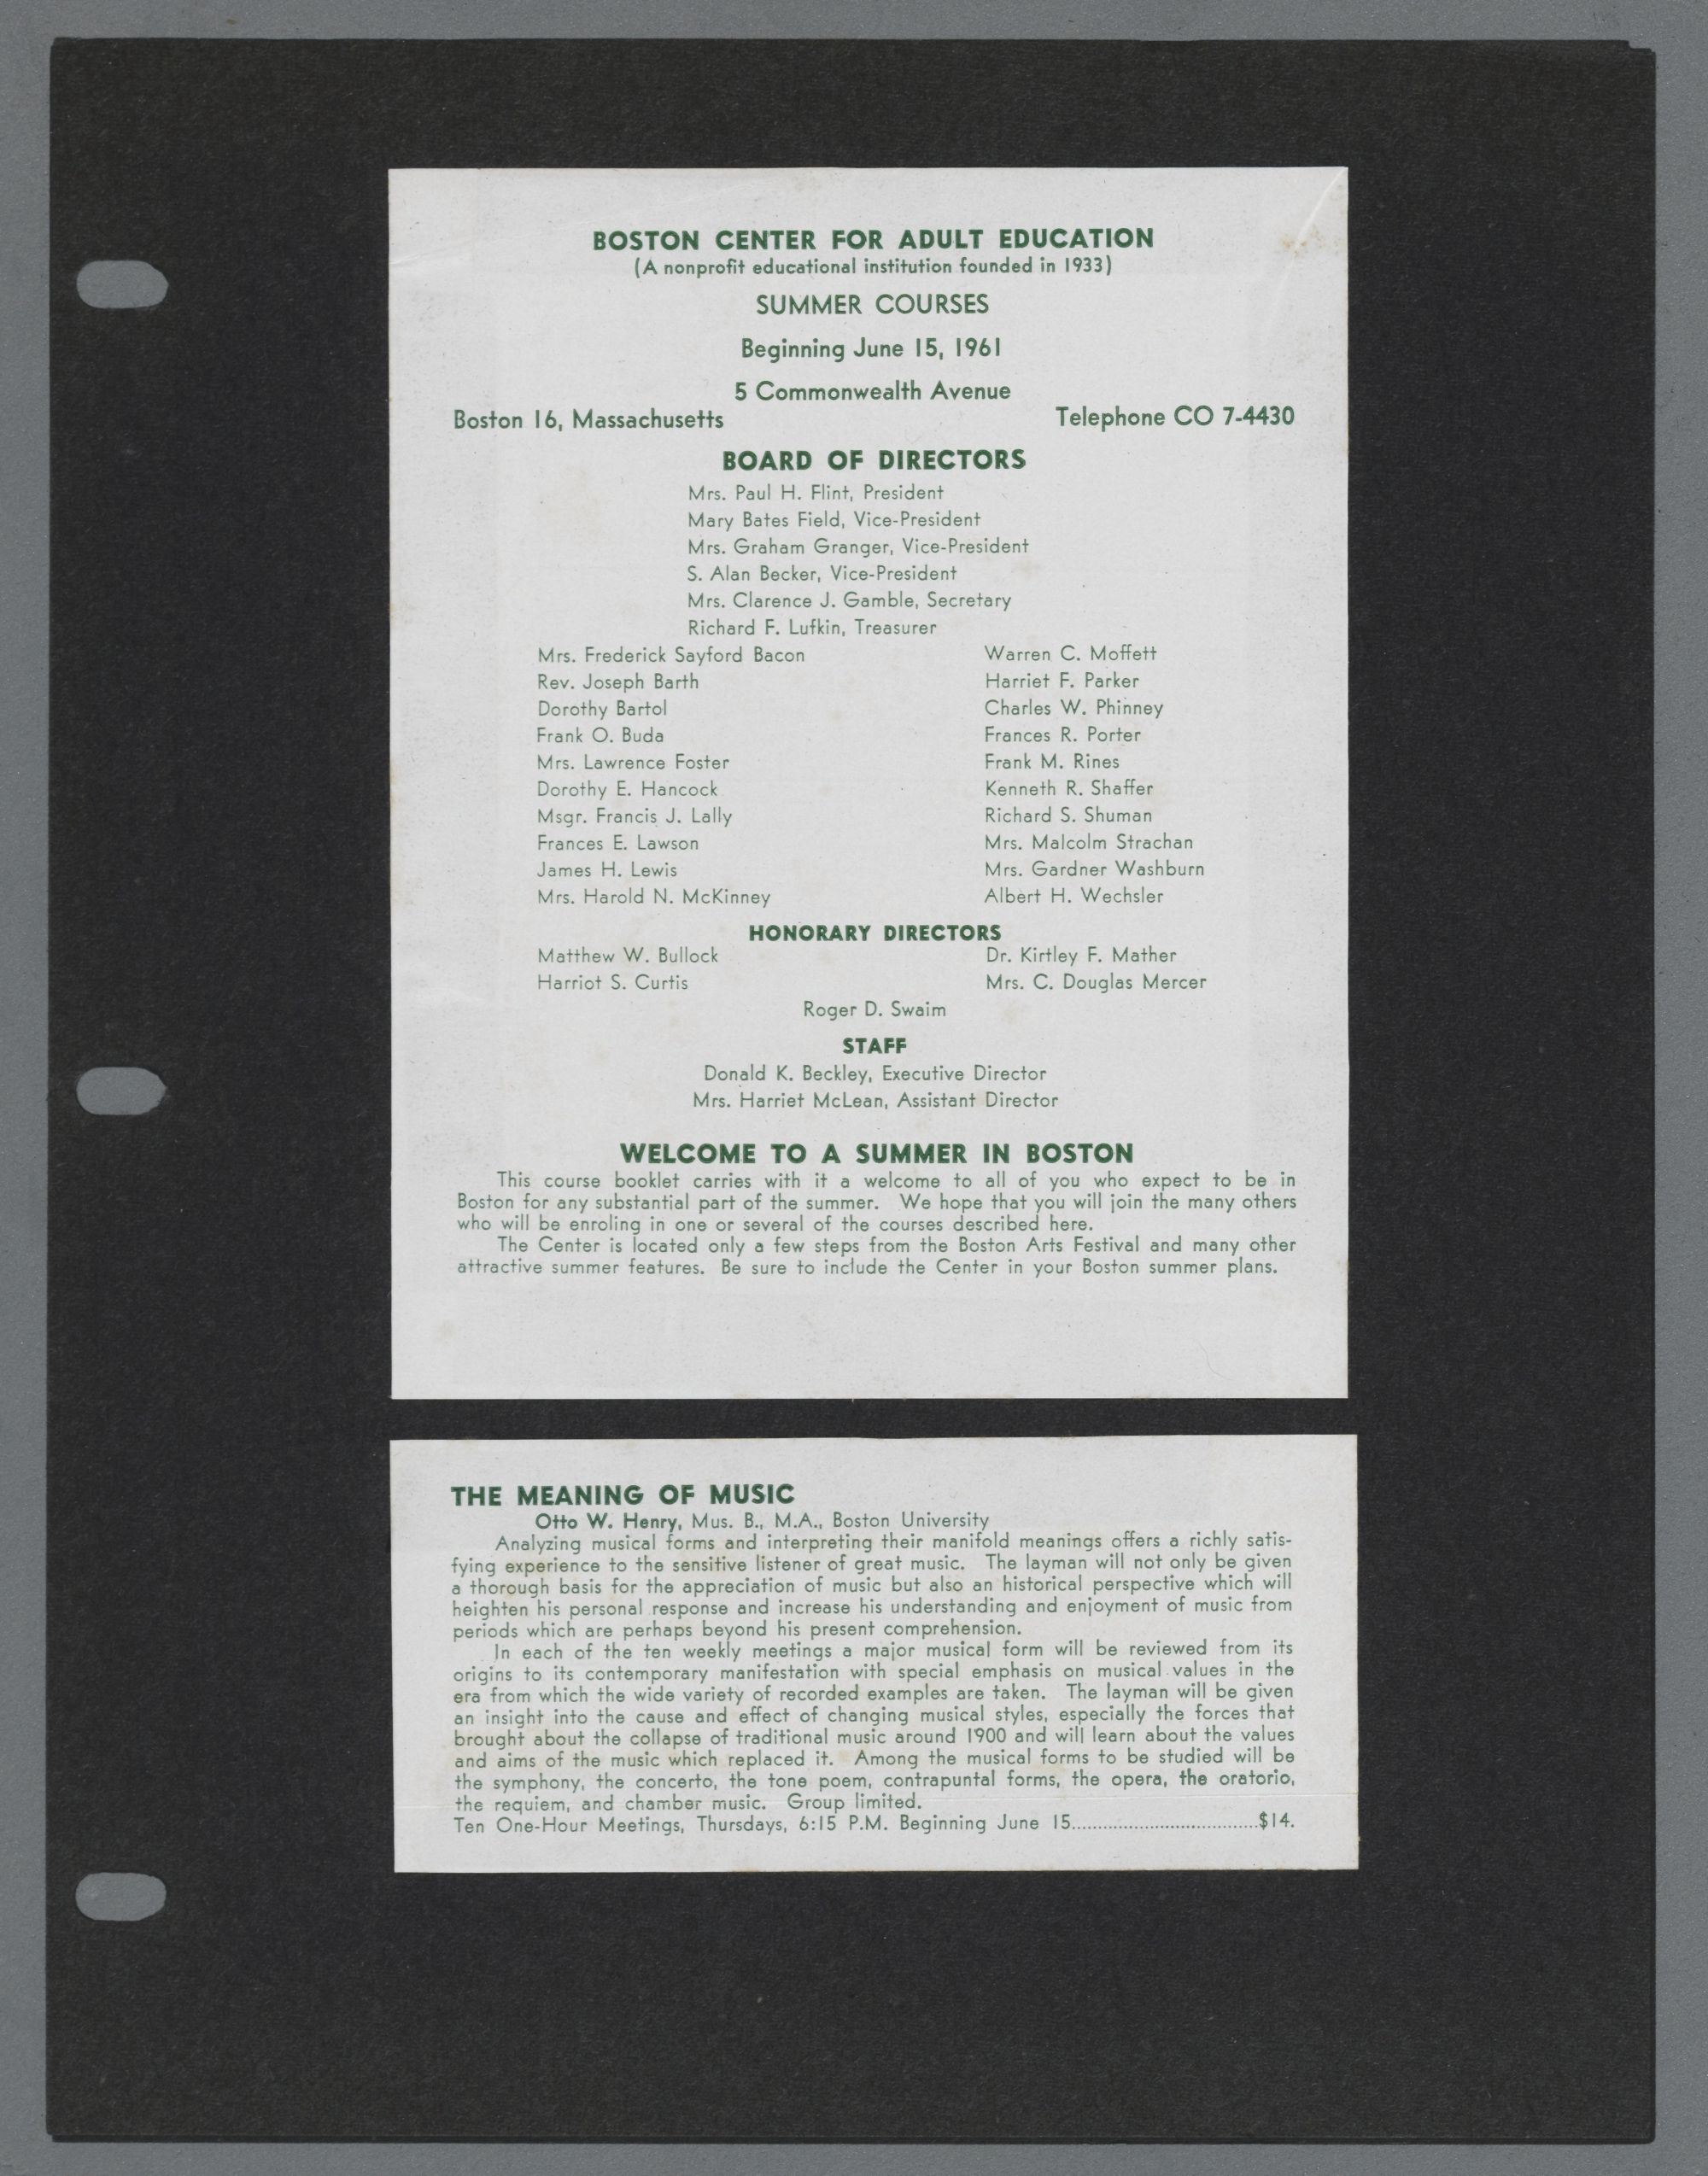 BOSTON CENTER FOR ADULT EDUCATION
(A nonprofit educational institution founded in 1933)
SUMMER COURSES
Beginning June 15, 1961
5 Commonwealth Avenue
Boston 16, Massachusetts Telephone CO 7-4430
BOARD OF DIRECTORS
Mrs. Paul H. Flint, President
Mary Bates Field, Vice-President
Mrs. Graham Granger, Vice-President
S. Alan Becker, Vice-President
Mrs. Clarence J. Gamble, Secretary
Richard F. Lufkin, Treasurer
Mrs. Frederick Sayford Bacon
Rev. Joseph Barth
Dorothy Bartol
Frank O. Buda
Mrs. Lawrence Foster
Dorothy E. Hancock
Msgr. Francis J. Lally
Frances E. Lawson
James H. Lewis
Mrs. Harold N. McKinney
Warren C. Moffett
Harriet F. Parker
Charles W. Phinney
Frances R. Porter
Frank M. Rines
Kenneth R. Shaffer
Richard S. Shuman
Mrs. Malcolm Strachan
Mrs. Gardner Washburn
Albert H. Wechsler
HONORARY DIRECTORS
Matthew W. Bullock
Harriot S. Curtis
Dr. Kirtley F. Mather
Mrs. C. Douglas Mercer
Roger D. Swaim
STAFF
Donald K. Beckley, Executive Director
Mrs. Harriet McLean, Assistant Director
WELCOME TO A SUMMER IN BOSTON
This course booklet carries with it a welcome to all of you who expect to be in
Boston for any substantial part of the summer. We hope that you will join the many others
who will be enroling in one or several of the courses described here.
The Center is located only a few steps from the Boston Arts Festival and many other
attractive summer features. Be sure to include the Center in your Boston summer plans.
THE MEANING OF MUSIC
Otto W. Henry, Mus. B., M.A., Boston University
Analyzing musical forms and interpreting their manifold meanings offers a richly satis-
fying experience to the sensitive listener of great music. The layman will not only be given
a thorough basis for the appreciation of music but also an historical perspective which will
heighten his personal response and increase his understanding and enjoyment of music from
periods which are perhaps beyond his present comprehension.
In each of the ten weekly meetings a major musical form will be reviewed from its
origins to its contemporary manifestation with special emphasis on musical values in the
era from which the wide variety of recorded examples are taken. The layman will be given
an insight into the cause and effect of changing musical styles, especially the forces that
brought about the collapse of traditional music around 1900 and will learn about the values
and aims of the music which replaced it. Among the musical forms to be studied will be
the symphony, the concerto, the tone poem, contrapuntal forms, the opera, the oratorio,
the requiem, and chamber music. Group limited.
Ten One-Hour Meetings, Thursdays, 6:15 P.M. Beginning June 15....................................$14.